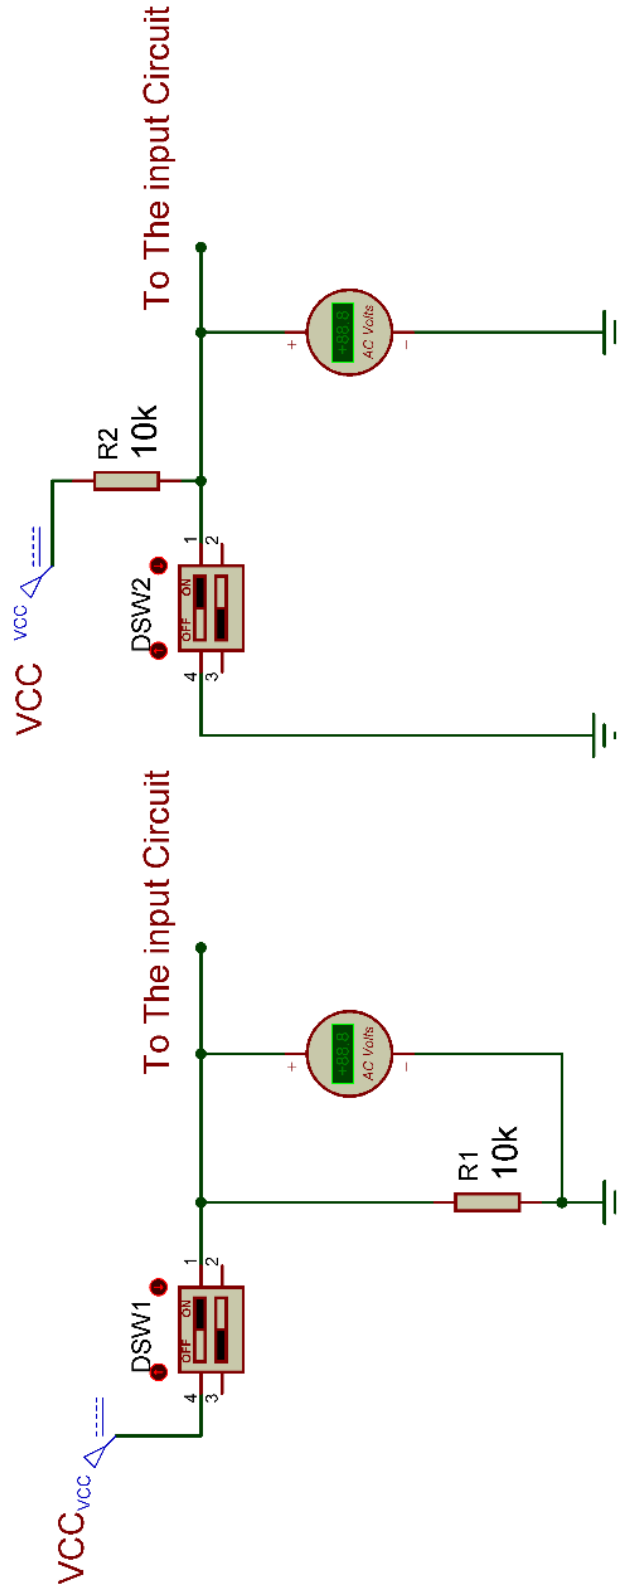 To The input Circuit
VCC
VCC
R2
10k
DSW2
OFF
ON
1
2
4
3
+
+88.8
AC Volts
−
To The input Circuit
VCC
VCC
DSW1
OFF
ON
1
2
4
3
+
+88.8
AC Volts
−
R1
10k